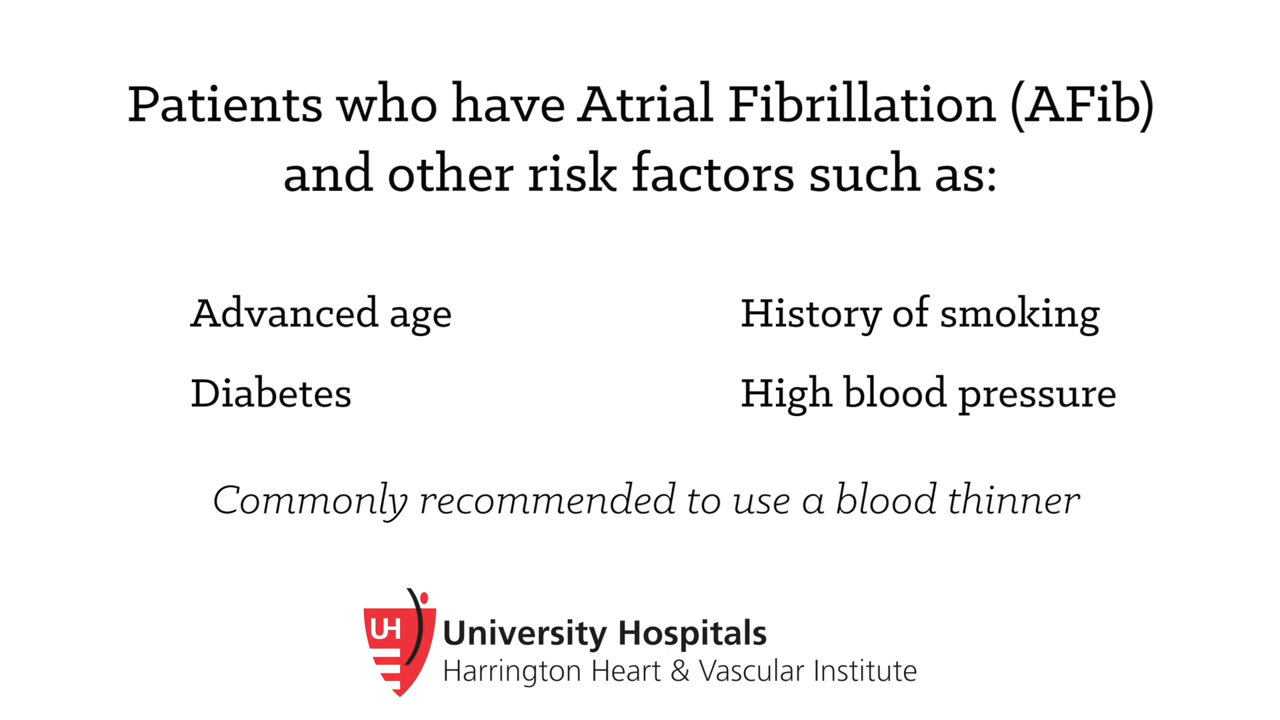 Patients who have Atrial Fibrillation (AFib)
and other risk factors such as:
Advanced age
History of smoking
Diabetes
High blood pressure
Commonly recommended to use a blood thinner
UH
University Hospitals
Harrington Heart & Vascular Institute